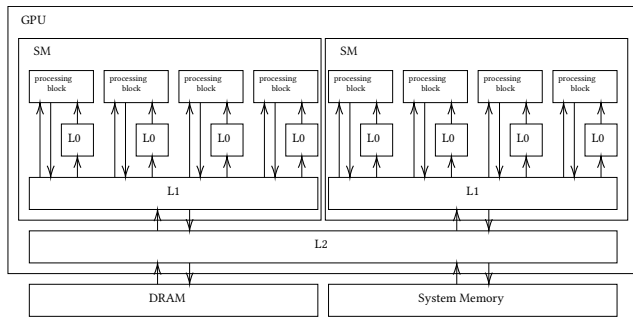 GPU
SM
SM
processing
block
processing
block
processing
block
processing
block
processing
block
processing
block
processing
block
processing
block
L0
L0
L0
L0
L0
L0
L0
L0
L1
L1
L2
DRAM
System Memory